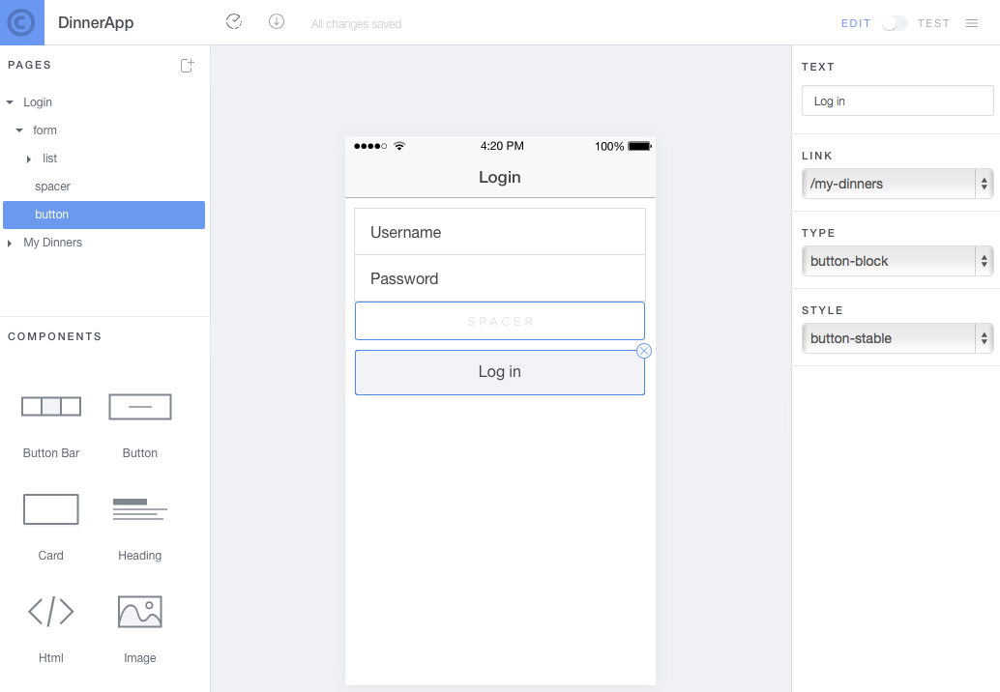 DinnerApp
All changes saved
EDIT
TEST
PAGES
Login
form
list
spacer
button
My Dinners
COMPONENTS
Button Bar
Button
Card
Heading
Html
Image
4:20 PM
100%
Login
Username
Password
SPACER
Log in
TEXT
Log in
LINK
/my-dinners
TYPE
button-block
STYLE
button-stable